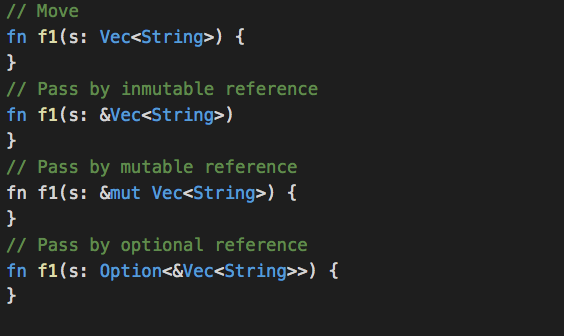 // Move
fn f1(s: Vec<String>) {
}
// Pass by inmutable reference
fn f1(s: &Vec<String>)
}
// Pass by mutable reference
fn f1(s: &mut Vec<String>) {
}
// Pass by optional reference
fn f1(s: Option<&Vec<String>>) {
}